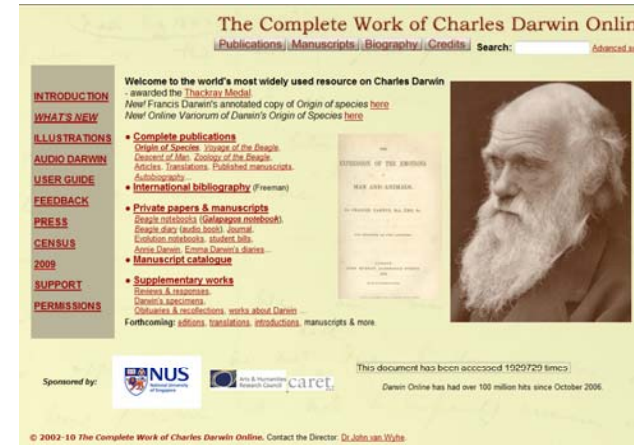 The Complete Work of Charles Darwin Onlin
Publications Manuscripts Biography Credits Search: Advanced s
INTRODUCTION
WHAT'S NEW
ILLUSTRATIONS
AUDIO DARWIN
USER GUIDE
FEEDBACK
PRESS
CENSUS
2009
SUPPORT
PERMISSIONS
Welcome to the world's most widely used resource on Charles Darwin
- awarded the Thackray Medal.
New! Francis Darwin's annotated copy of Origin of species here
New! Online Variorum of Darwin's Origin of Species here
• Complete publications
Origin of Species, Voyage of the Beagle,
Descent of Man, Zoology of the Beagle,
Articles, Translations, Published manuscripts,
Autobiography...
• International bibliography (Freeman)
• Private papers & manuscripts
Beagle notebooks (Galapagos notebook),
Beagle diary (audio book), Journal,
Evolution notebooks, student bills,
Annie Darwin, Emma Darwin's diaries...
• Manuscript catalogue
• Supplementary works
Reviews & responses,
Darwin's specimens,
Obituaries & recollections, works about Darwin ...
Forthcoming: editions, translations, introductions, manuscripts & more.
THE
EXPRESSION OF THE EMOTIONS
MAN AND ANIMALS.
Sponsored by:
NUS
National University
of Singapore
Arts & Humanities
Research Council
caret
This document has been accessed 1929729 times
Darwin Online has had over 100 million hits since October 2006.
© 2002-10 The Complete Work of Charles Darwin Online. Contact the Director: Dr John van Wyhe.